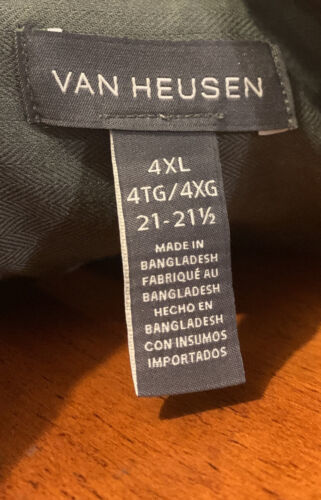 VAN HEUSEN
4XL
4TG/4XG
21-21½
MADE IN
BANGLADESH
FABRIQUÉ AU
BANGLADESH
HECHO EN
BANGLADESH
CON INSUMOS
IMPORTADOS